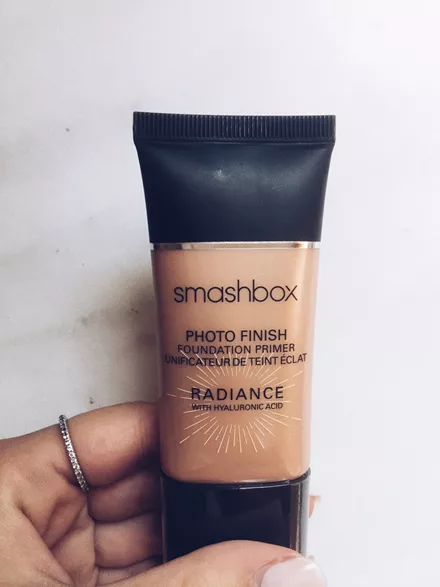 smashbox
PHOTO FINISH
FOUNDATION PRIMER
UNIFICATEUR DE TEINT ÉCLAT
RADIANCE
WITH HYALURONIC ACID